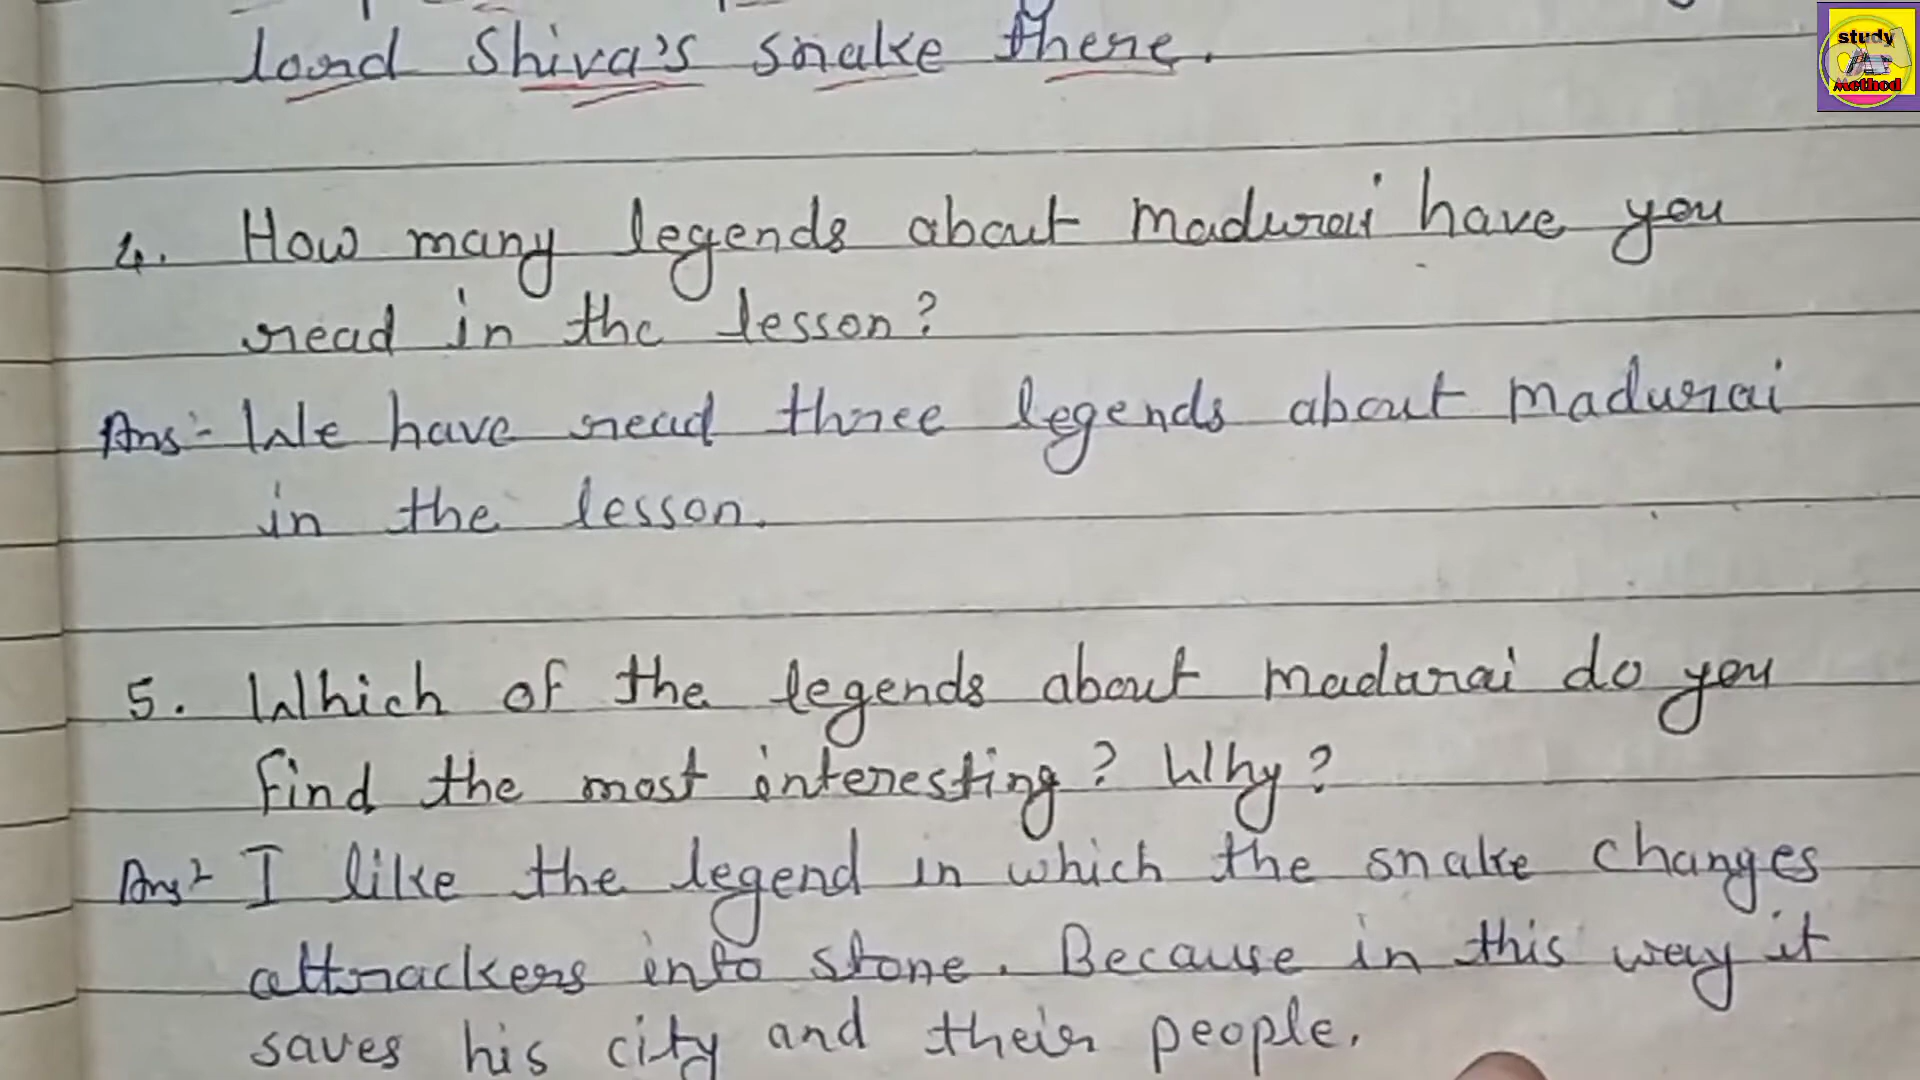 lord Shiva's snake there.
study
Method
4. How many legends about madurai have you
read in the lesson?
Ans:- We have read three legends about madurai
in the lesson.
5. Which of the legends about madurai do you
find the most interesting? Why?
Ans:- I like the legend in which the snake changes
attrackers into stone. Because in this way it
saves his city and their people.